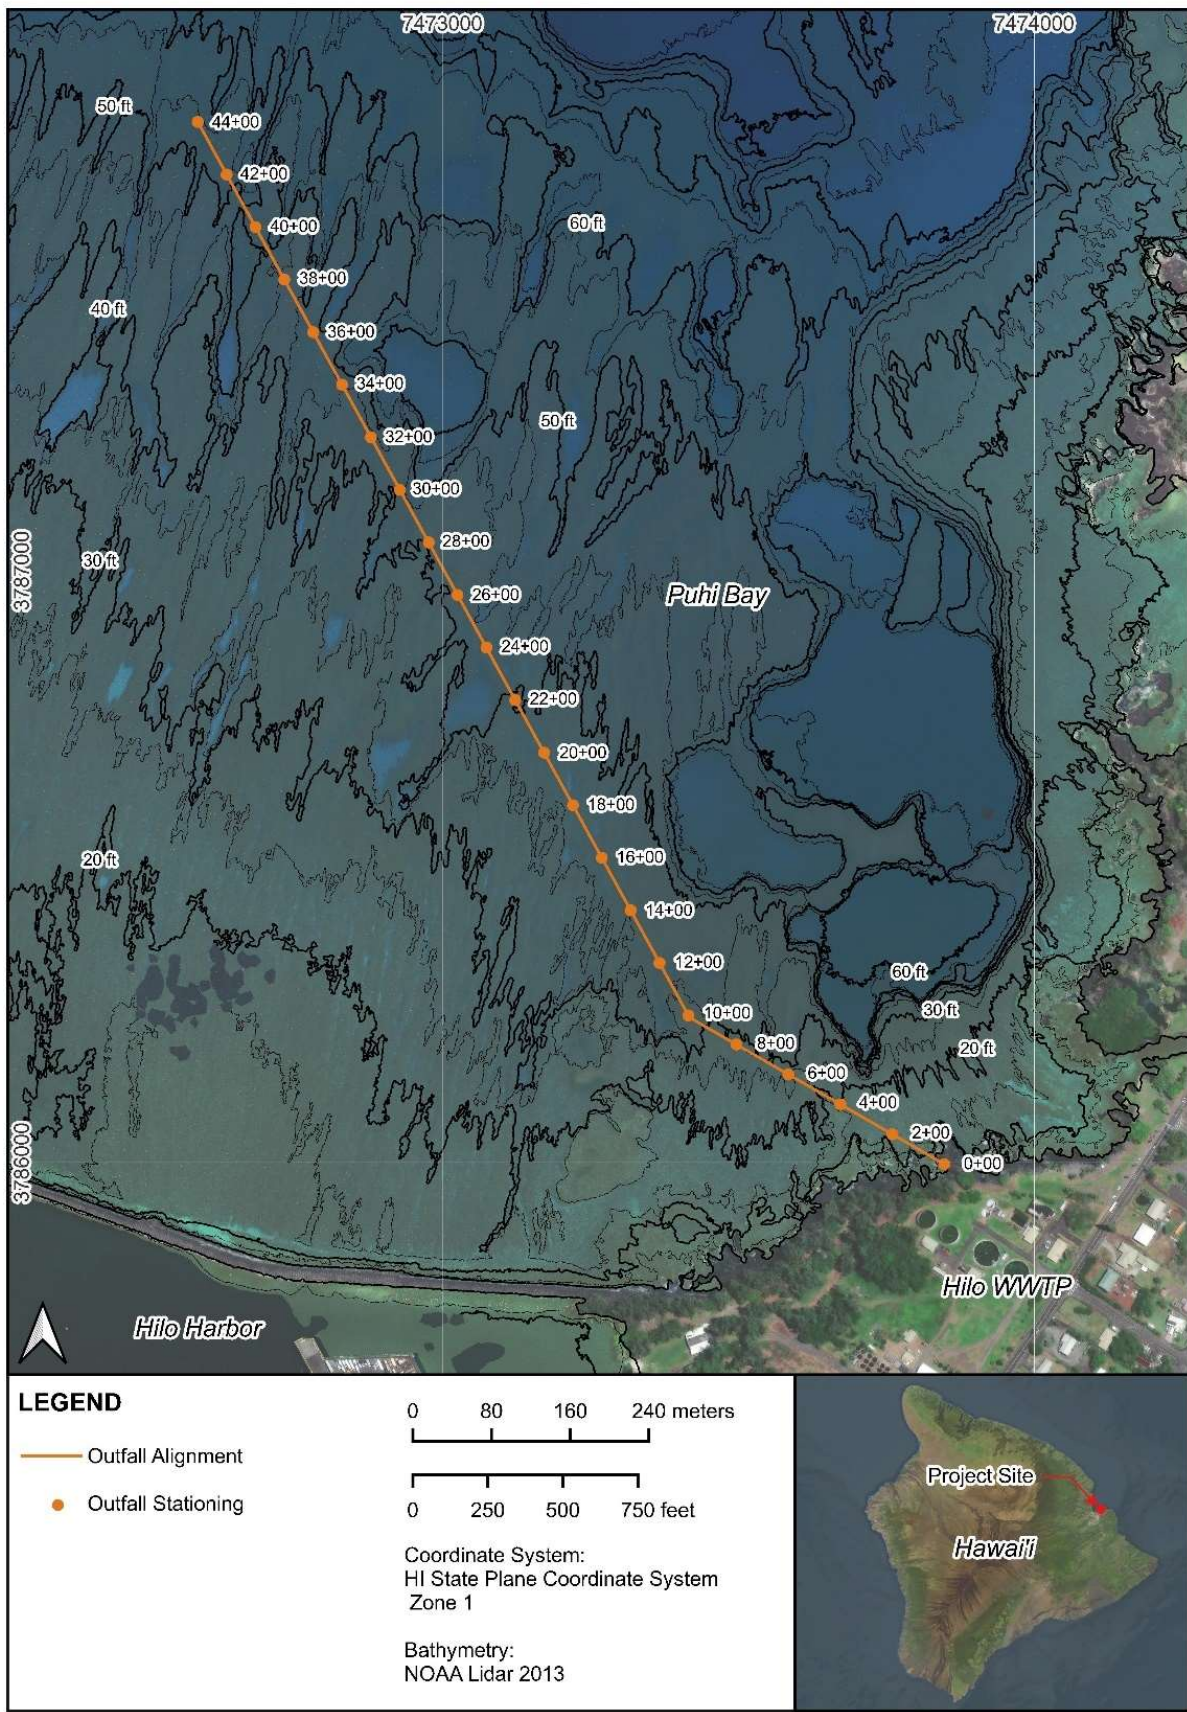 7473000
7474000
50 ft
44+00
42+00
60 ft
40+00
38+00
40 ft
36+00
34+00
50 ft
32+00
30+00
28+00
30 ft
3787000
26+00
Puhi Bay
24+00
22+00
20+00
18+00
20 ft
16+00
14+00
12+00
60 ft
10+00
30 ft
8+00
20 ft
6+00
4+00
2+00
3786000
0+00
Hilo WWTP
Hilo Harbor
LEGEND
Outfall Alignment
Outfall Stationing
0 80 160 240 meters
0 250 500 750 feet
Coordinate System:
HI State Plane Coordinate System
Zone 1
Bathymetry:
NOAA Lidar 2013
Project Site
Hawai'i